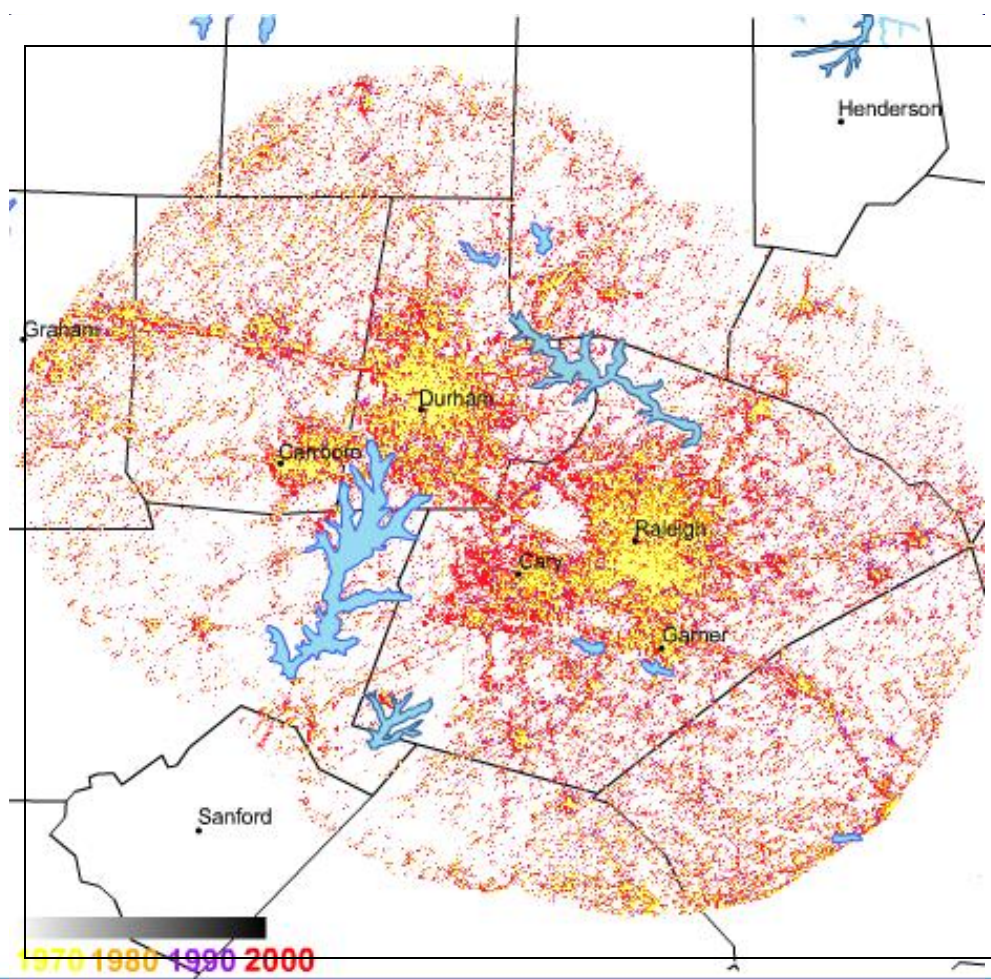 Henderson
Graham
Durham
Carrboro
Raleigh
Cary
Garner
Sanford
1970 1980 1990 2000